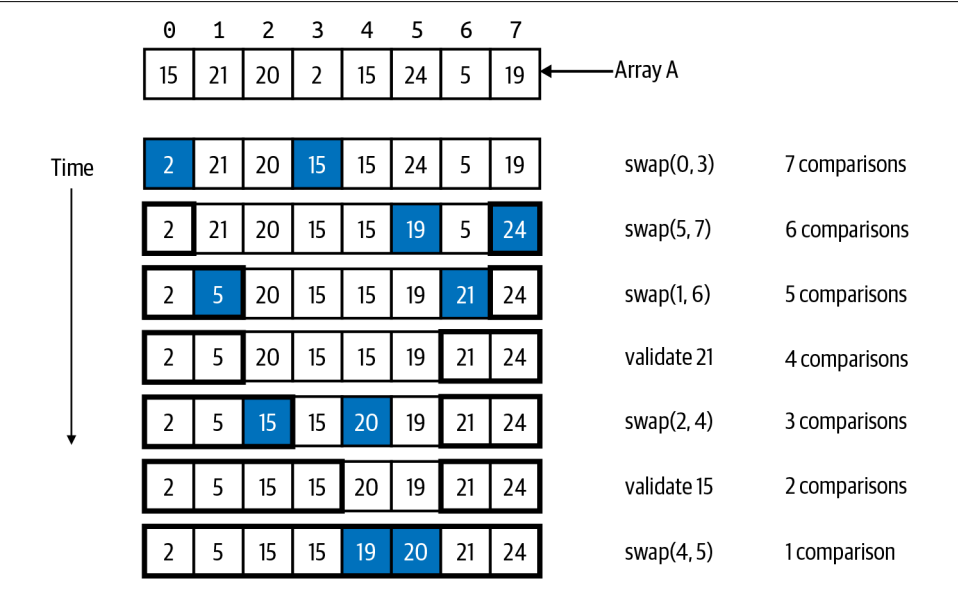 0 1 2 3 4 5 6 7
15 21 20 2 15 24 5 19 Array A
Time 2 21 20 15 15 24 5 19 swap(0, 3) 7 comparisons
2 21 20 15 15 19 5 24 swap(5, 7) 6 comparisons
2 5 20 15 15 19 21 24 swap(1, 6) 5 comparisons
2 5 20 15 15 19 21 24 validate 21 4 comparisons
2 5 15 15 20 19 21 24 swap(2, 4) 3 comparisons
2 5 15 15 20 19 21 24 validate 15 2 comparisons
2 5 15 15 19 20 21 24 swap(4, 5) 1 comparison